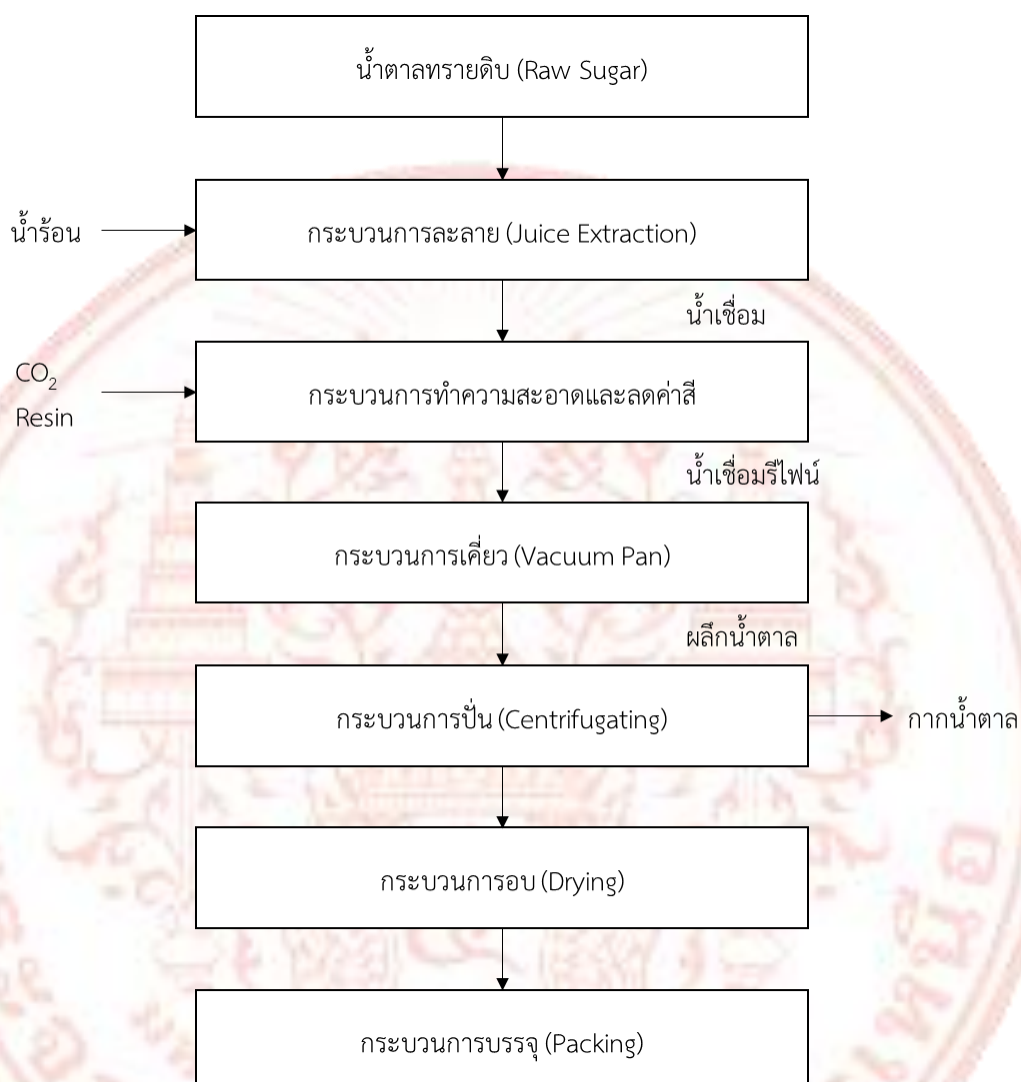 น้ำตาลทรายดิบ (Raw Sugar)
น้ำร้อน
กระบวนการละลาย (Juice Extraction)
น้ำเชื่อม
CO₂
Resin
กระบวนการทำความสะอาดและลดค่าสี
น้ำเชื่อมรีไฟน์
กระบวนการเคี่ยว (Vacuum Pan)
ผลึกน้ำตาล
กระบวนการปั่น (Centrifugating)
กากน้ำตาล
กระบวนการอบ (Drying)
กระบวนการบรรจุ (Packing)